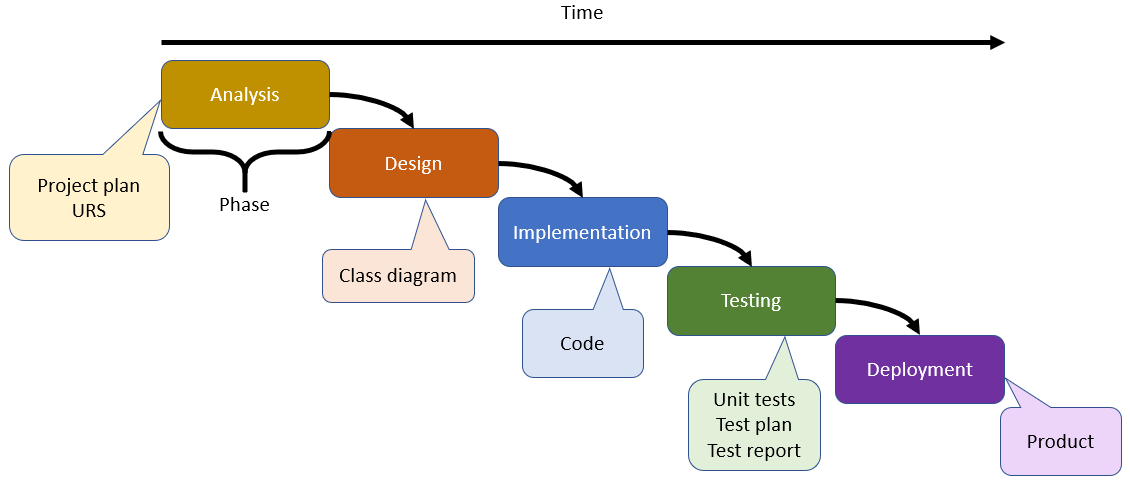 Time
Analysis
Project plan
URS
Phase
Design
Class diagram
Implementation
Code
Testing
Unit tests
Test plan
Test report
Deployment
Product